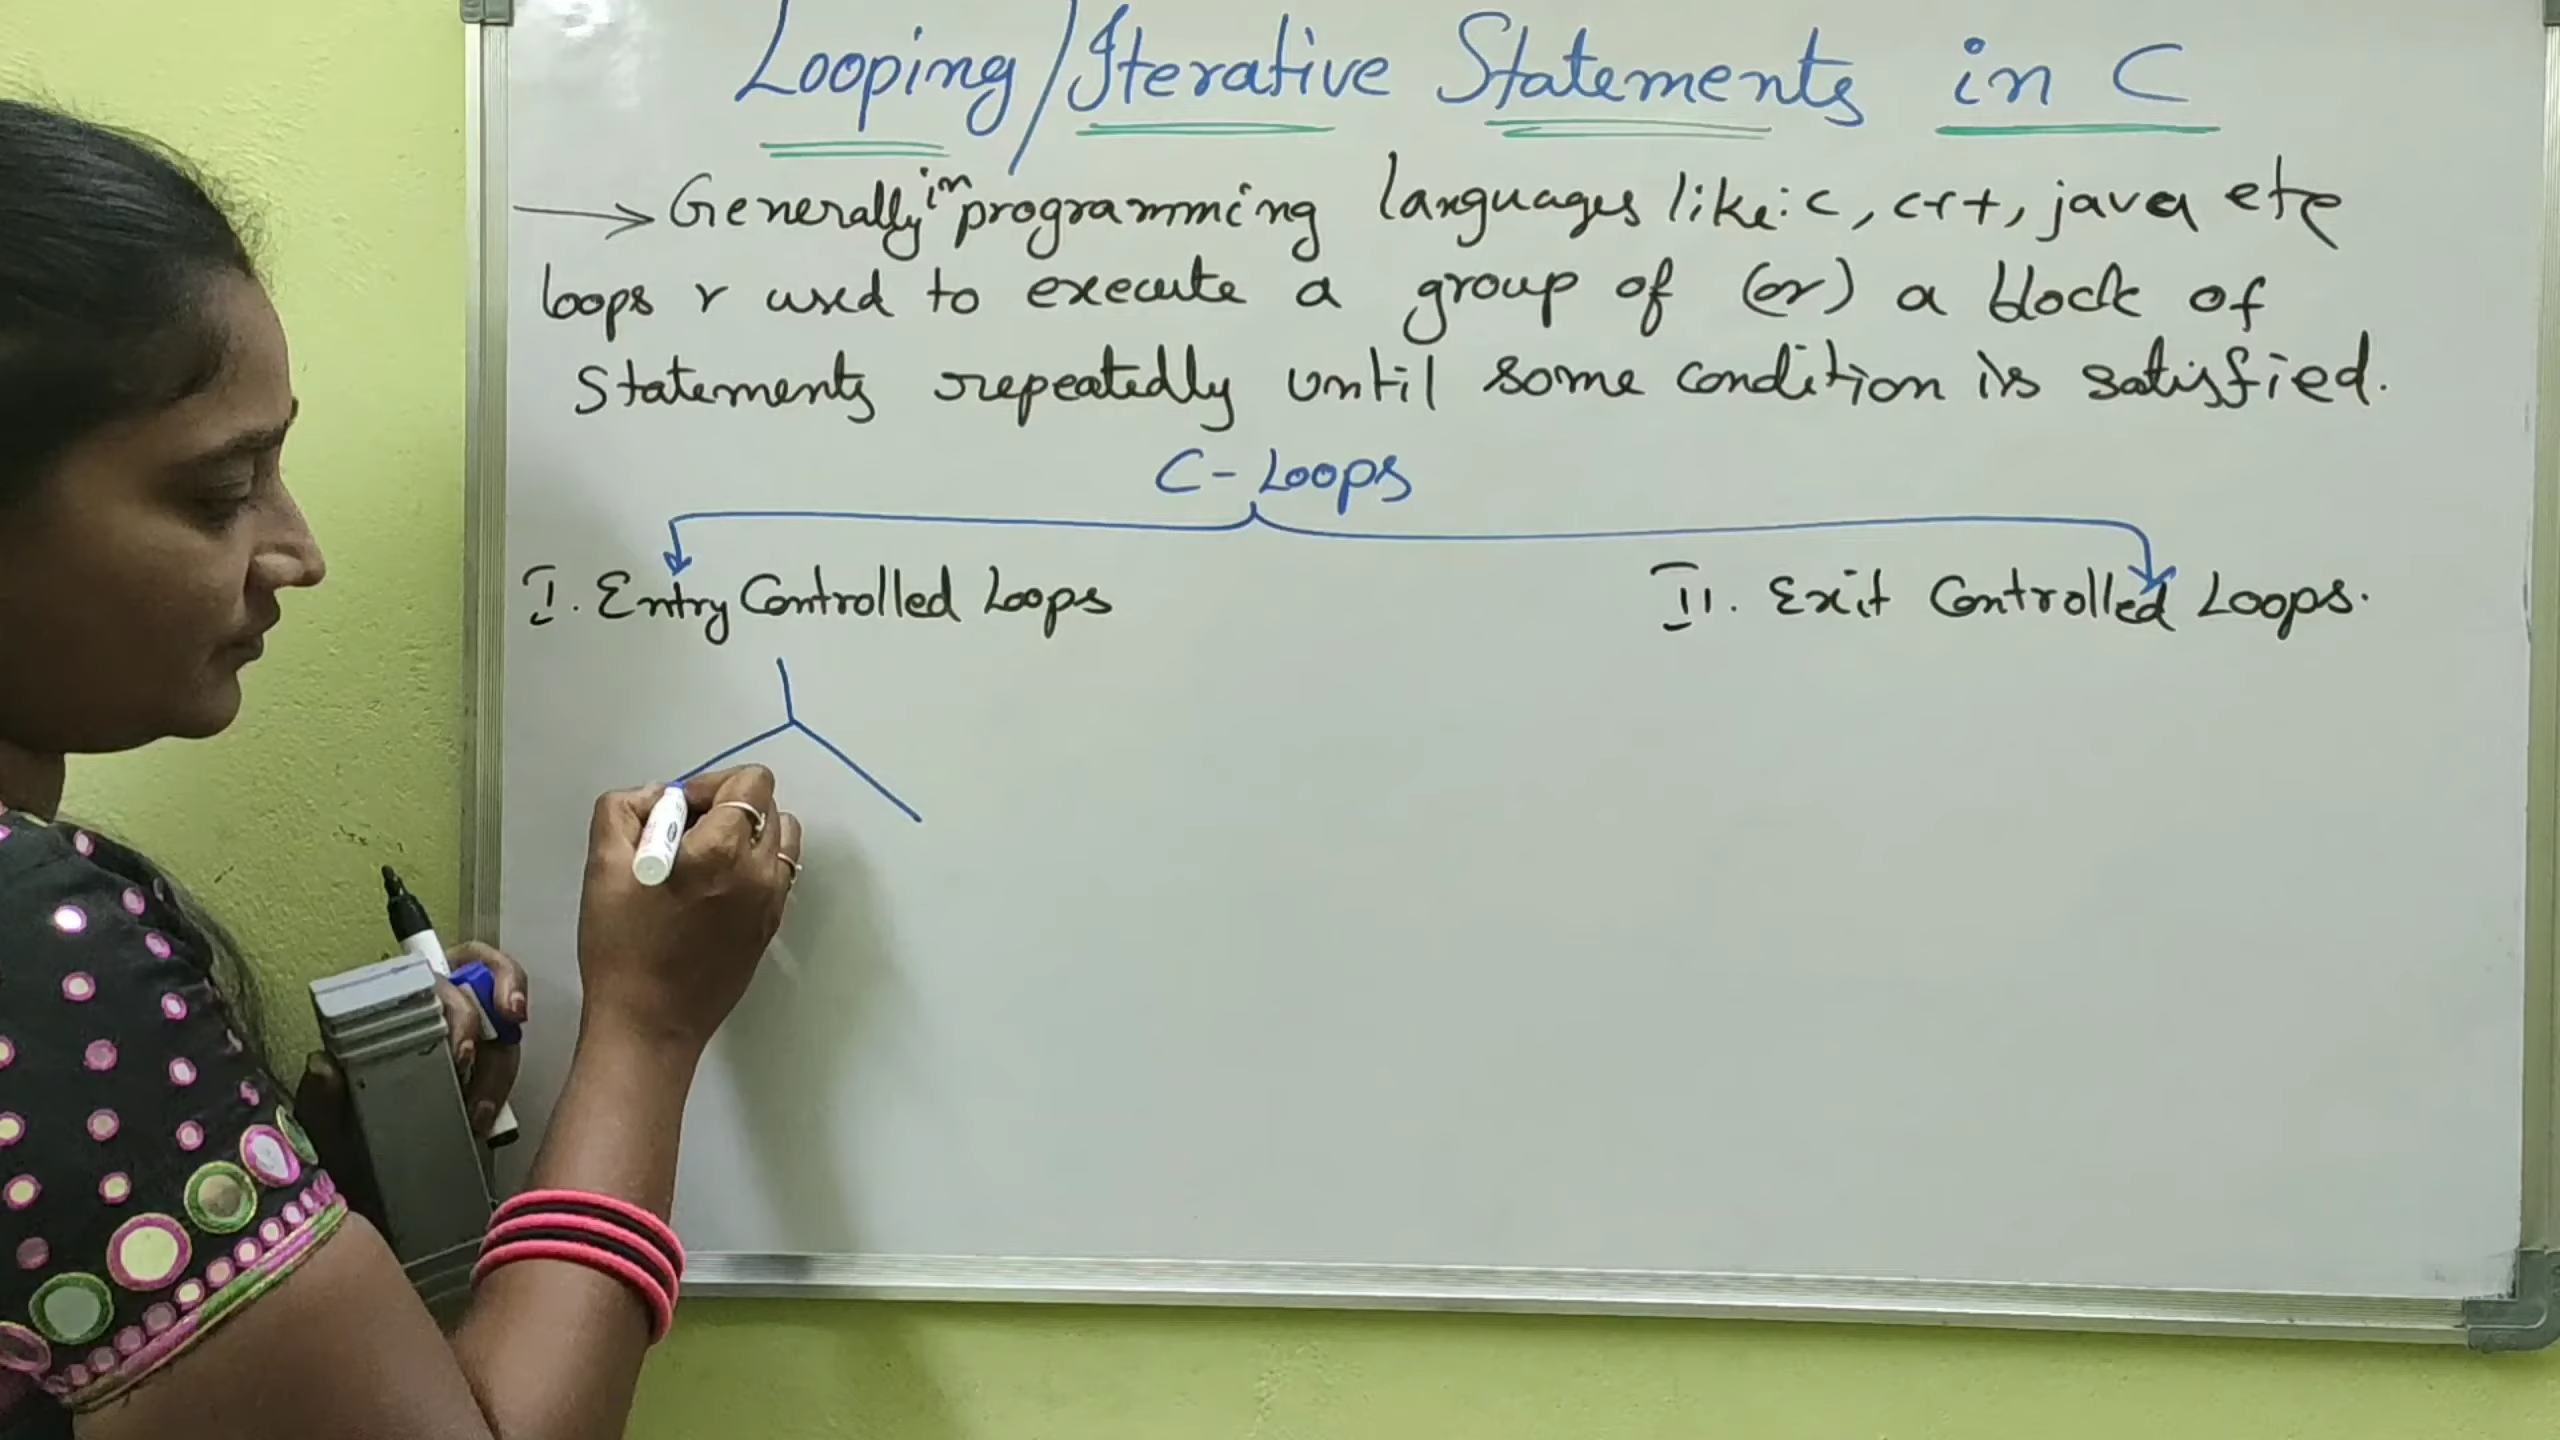 Looping/Iterative Statements in C
→ Generally in programming languages like: c, c++, java etc
loops r used to execute a group of (or) a block of
statements repeatedly until some condition is satisfied.
C-Loops
I. Entry Controlled Loops
II. Exit Controlled Loops.